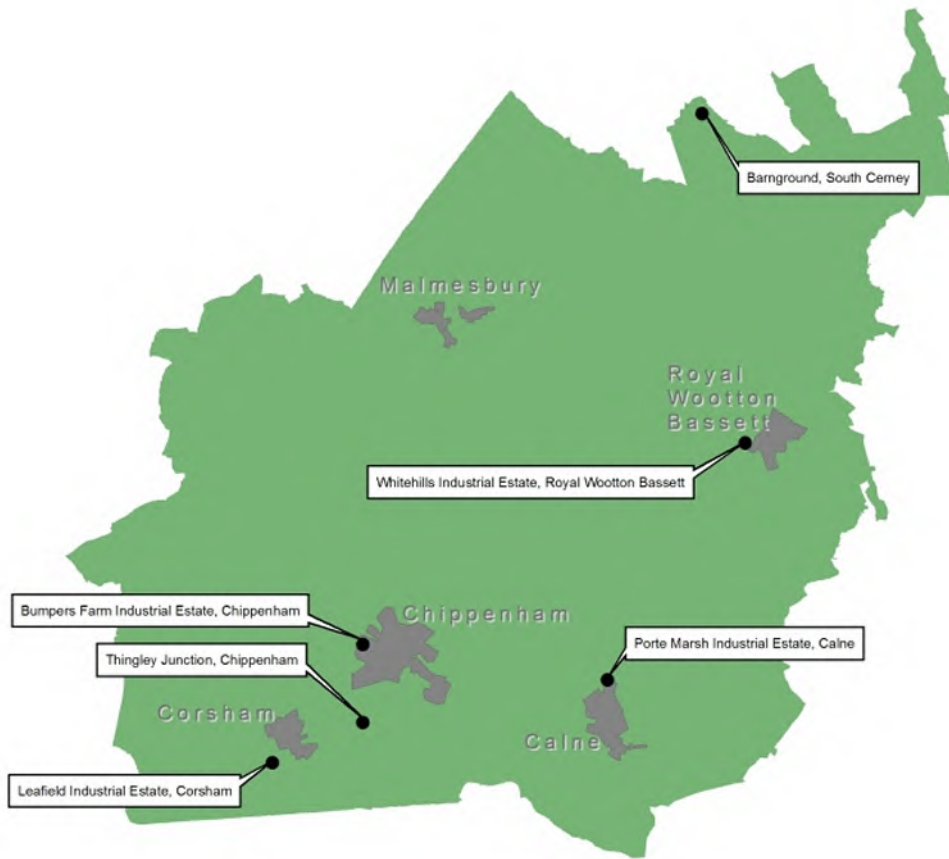 Barnground, South Cerney
Malmesbury
Royal
Wootton
Bassett
Whitehills Industrial Estate, Royal Wootton Bassett
Bumpers Farm Industrial Estate, Chippenham
Chippenham
Thingley Junction, Chippenham
Porte Marsh Industrial Estate, Calne
Corsham
Calne
Leafield Industrial Estate, Corsham